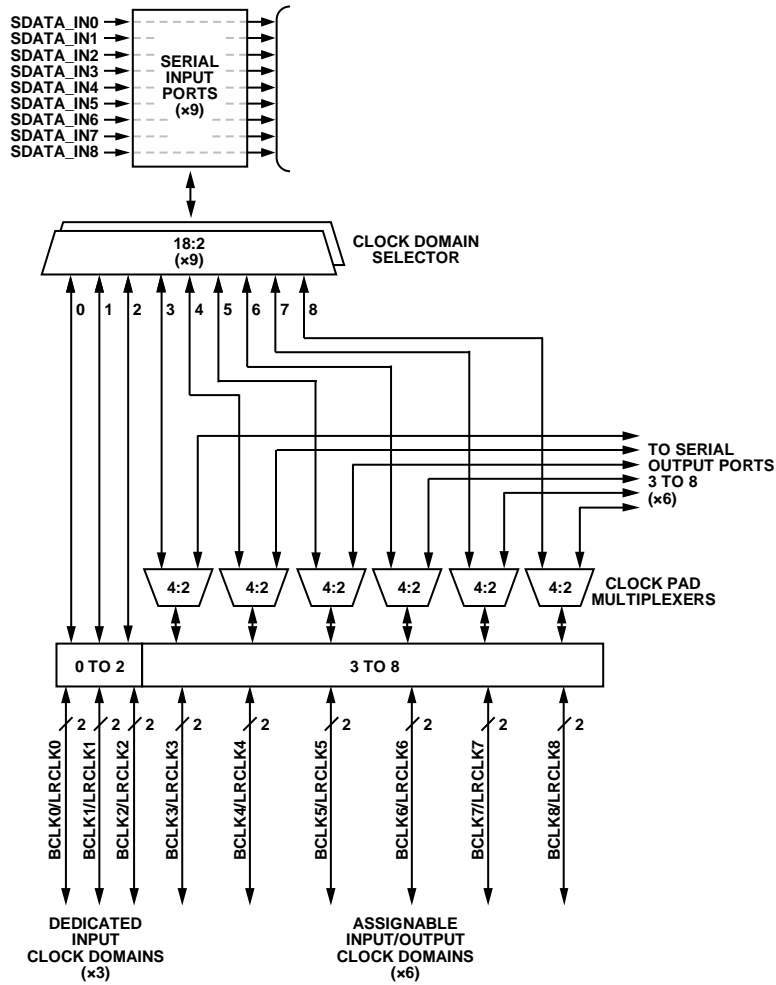 SDATA_IN0
SDATA_IN1
SDATA_IN2
SDATA_IN3
SDATA_IN4
SDATA_IN5
SDATA_IN6
SDATA_IN7
SDATA_IN8
SERIAL
INPUT
PORTS
(×9)
18:2
(×9)
CLOCK DOMAIN
SELECTOR
0 1 2 3 4 5 6 7 8
TO SERIAL
OUTPUT PORTS
3 TO 8
(×6)
4:2 4:2 4:2 4:2 4:2 4:2
CLOCK PAD
MULTIPLEXERS
0 TO 2
3 TO 8
2 2 2 2 2 2 2 2 2
BCLK0/LRCLK0
BCLK1/LRCLK1
BCLK2/LRCLK2
BCLK3/LRCLK3
BCLK4/LRCLK4
BCLK5/LRCLK5
BCLK6/LRCLK6
BCLK7/LRCLK7
BCLK8/LRCLK8
DEDICATED
INPUT
CLOCK DOMAINS
(×3)
ASSIGNABLE
INPUT/OUTPUT
CLOCK DOMAINS
(×6)